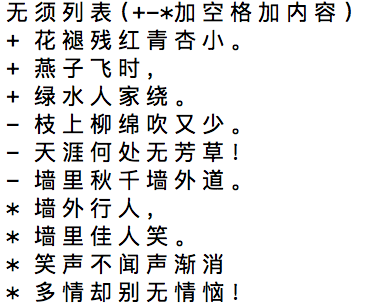 无须列表(+-*加空格加内容)
+ 花褪残红青杏小。
+ 燕子飞时,
+ 绿水人家绕。
- 枝上柳绵吹又少。
- 天涯何处无芳草!
- 墙里秋千墙外道。
* 墙外行人,
* 墙里佳人笑。
* 笑声不闻声渐消
* 多情却别无情恼!